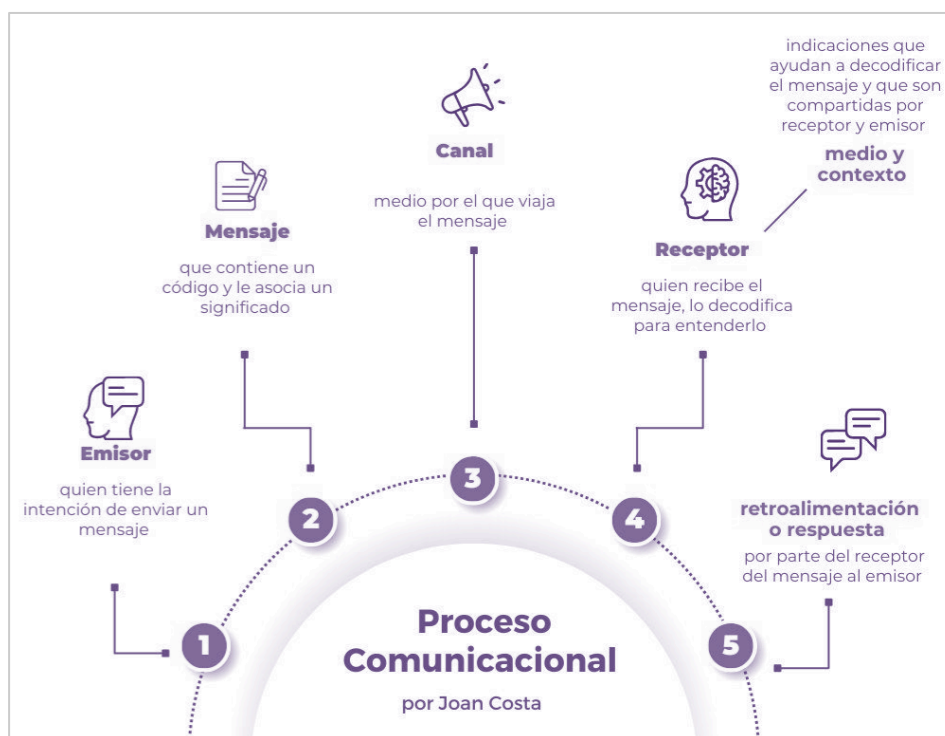 Emisor
quien tiene la
intención de enviar un
mensaje
1
Mensaje
que contiene un
código y le asocia un
significado
2
Canal
medio por el que viaja
el mensaje
3
Receptor
quien recibe el
mensaje, lo decodifica
para entenderlo
4
indicaciones que
ayudan a decodificar
el mensaje y que son
compartidas por
receptor y emisor
medio y
contexto
retroalimentación
o respuesta
por parte del receptor
del mensaje al emisor
5
Proceso
Comunicacional
por Joan Costa